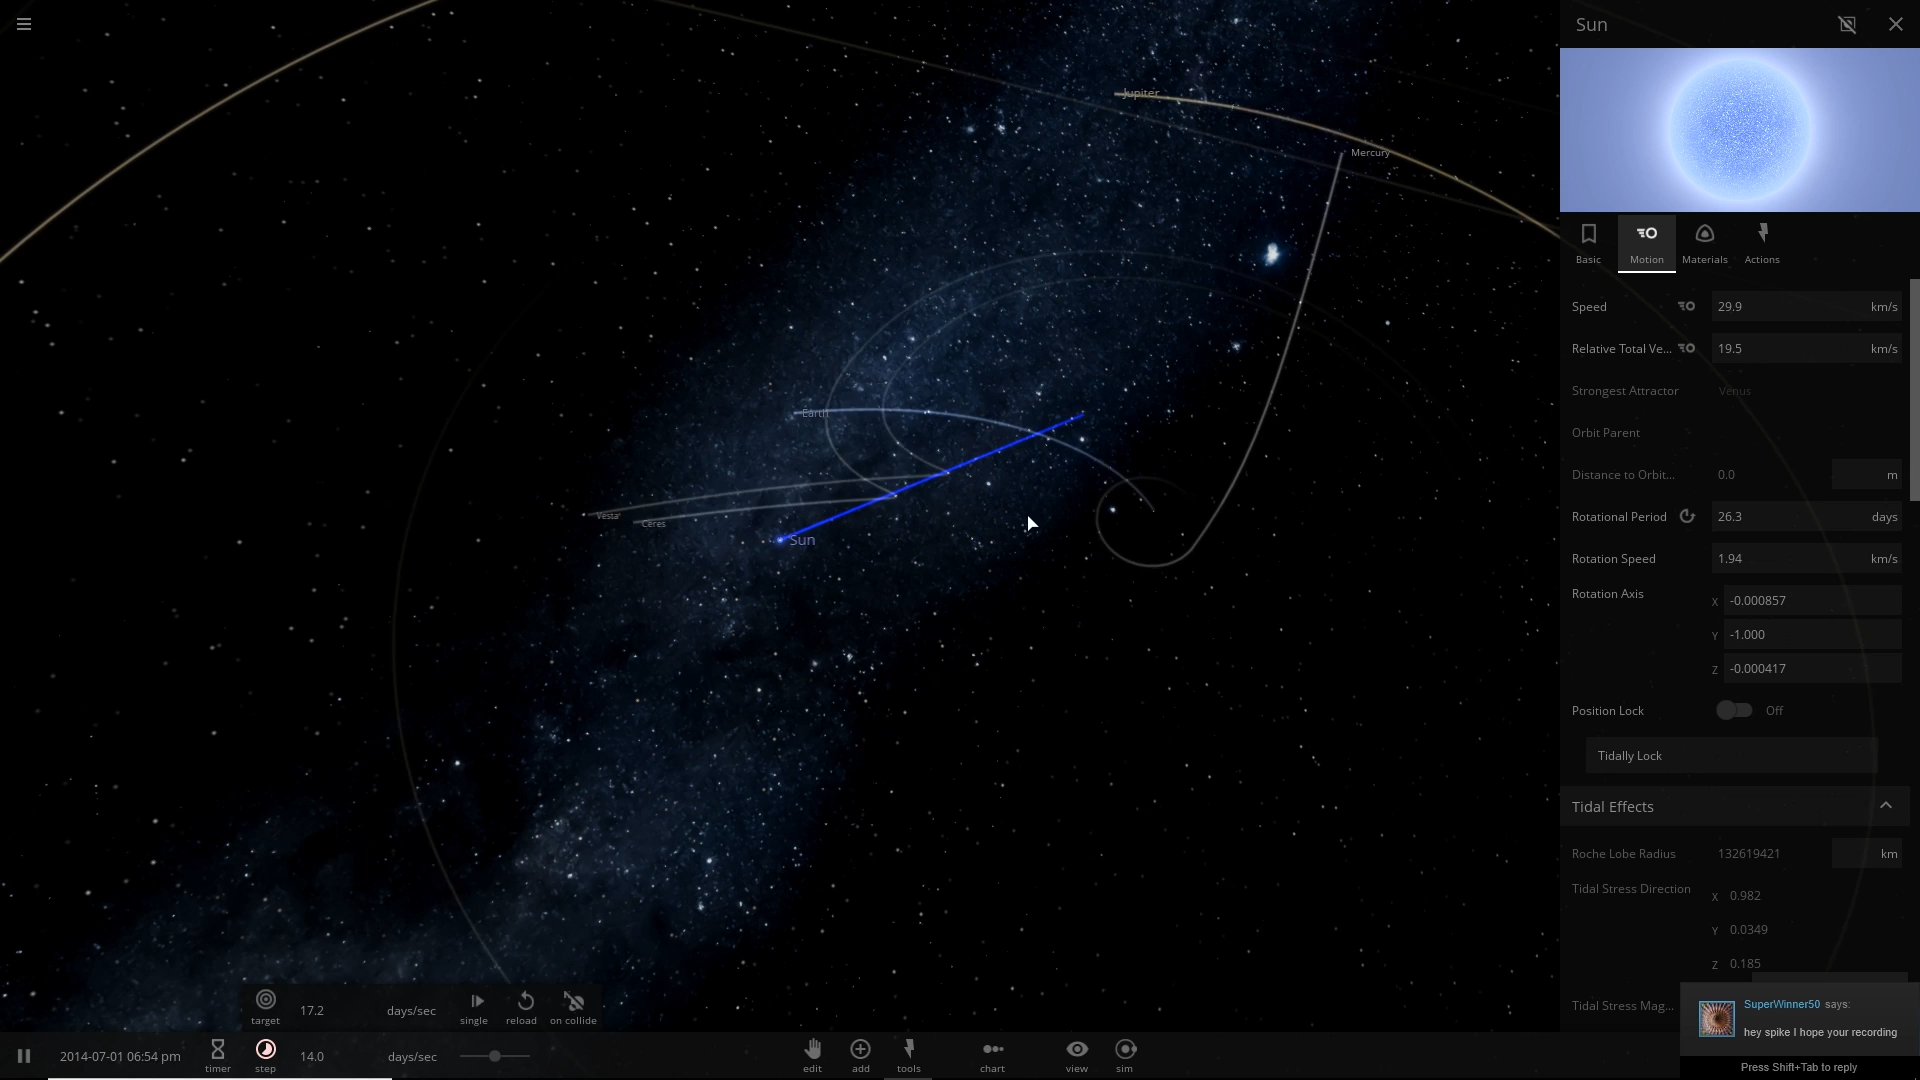 Sun
Jupiter
Mercury
Earth
Vesta
Ceres
Sun
Basic
Motion
Materials
Actions
Speed 29.9 km/s
Relative Total Ve... 19.5 km/s
Strongest Attractor Venus
Orbit Parent
Distance to Orbit... 0.0 m
Rotational Period 26.3 days
Rotation Speed 1.94 km/s
Rotation Axis X -0.000857
Y -1.000
Z -0.000417
Position Lock Off
Tidally Lock
Tidal Effects
Roche Lobe Radius 132619421 km
Tidal Stress Direction X 0.982
Y 0.0349
Z 0.185
Tidal Stress Mag...
SuperWinner50 says:
hey spike I hope your recording
Press Shift+Tab to reply
target 17.2 days/sec single reload on collide
2014-07-01 06:54 pm timer step 14.0 days/sec edit add tools chart view sim